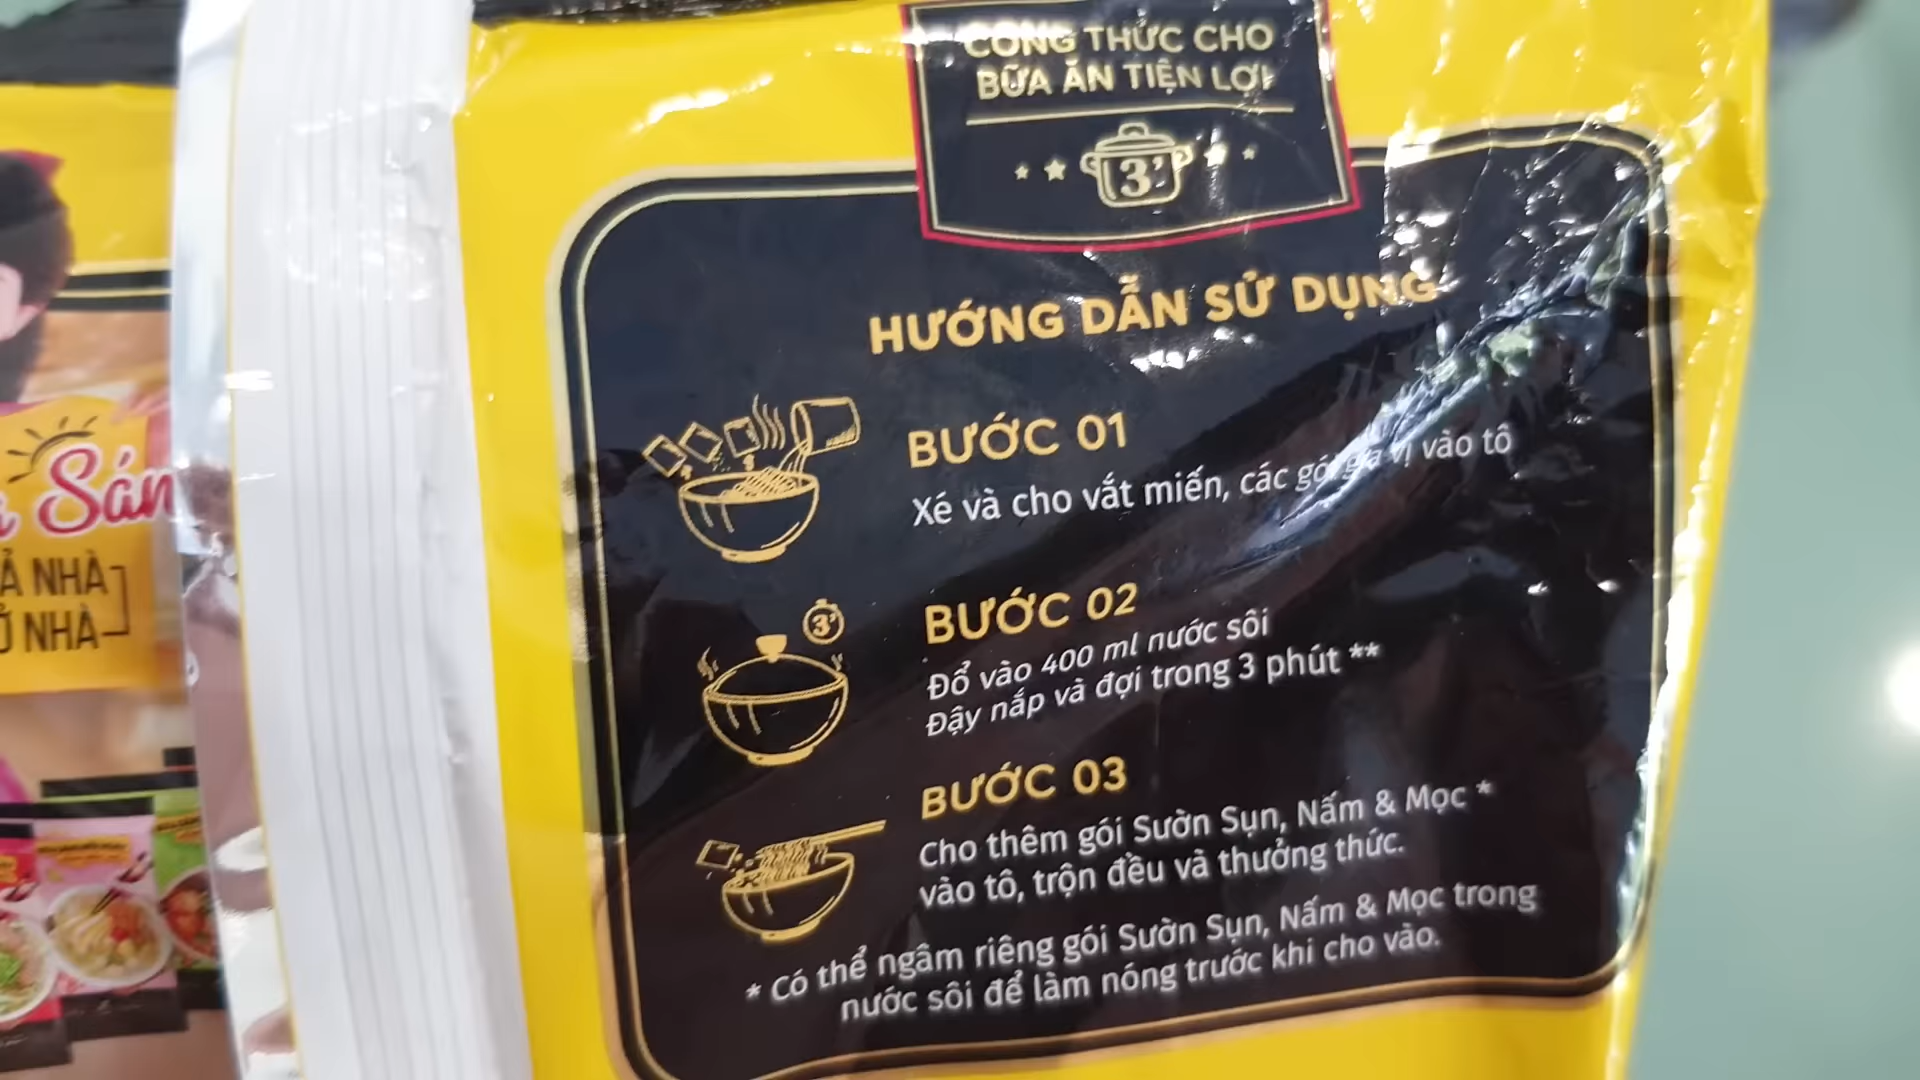 CÔNG THỨC CHO
BỮA ĂN TIỆN LỢI
3'
HƯỚNG DẪN SỬ DỤNG
BƯỚC 01
Xé và cho vắt miến, các gói gia vị vào tô
3'
BƯỚC 02
Đổ vào 400 ml nước sôi
Đậy nắp và đợi trong 3 phút **
BƯỚC 03
Cho thêm gói Sườn Sụn, Nấm & Mọc *
vào tô, trộn đều và thưởng thức.
* Có thể ngâm riêng gói Sườn Sụn, Nấm & Mọc trong
nước sôi để làm nóng trước khi cho vào.
Sán
Ả NHÀ
Ở NHÀ